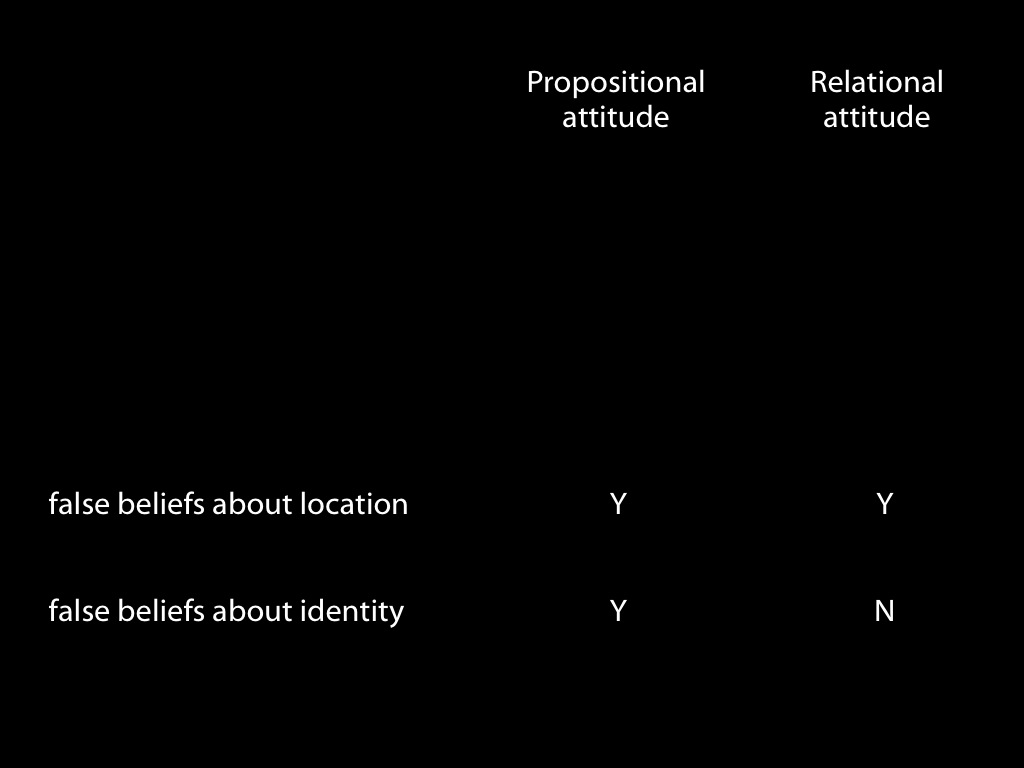 Propositional attitude
Relational attitude
false beliefs about location Y Y
false beliefs about identity Y N